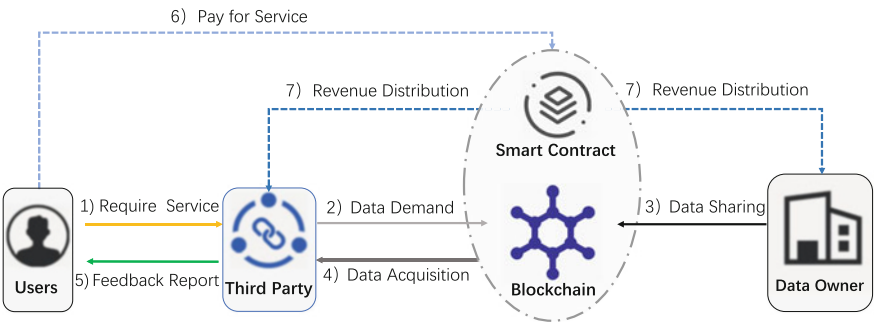 6）Pay for Service
7）Revenue Distribution
7）Revenue Distribution
Smart Contract
1) Require Service
2）Data Demand
3）Data Sharing
5) Feedback Report
4）Data Acquisition
Users
Third Party
Blockchain
Data Owner